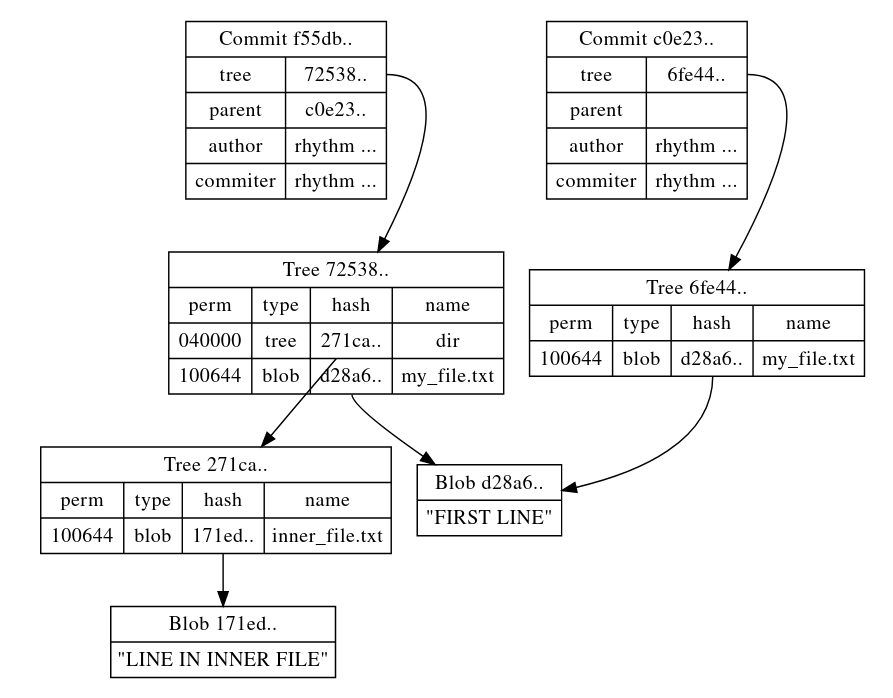 Commit f55db..
tree 72538..
parent c0e23..
author rhythm ...
commiter rhythm ...
Commit c0e23..
tree 6fe44..
parent
author rhythm ...
commiter rhythm ...
Tree 72538..
perm type hash name
040000 tree 271ca.. dir
100644 blob d28a6.. my_file.txt
Tree 6fe44..
perm type hash name
100644 blob d28a6.. my_file.txt
Tree 271ca..
perm type hash name
100644 blob 171ed.. inner_file.txt
Blob d28a6..
"FIRST LINE"
Blob 171ed..
"LINE IN INNER FILE"